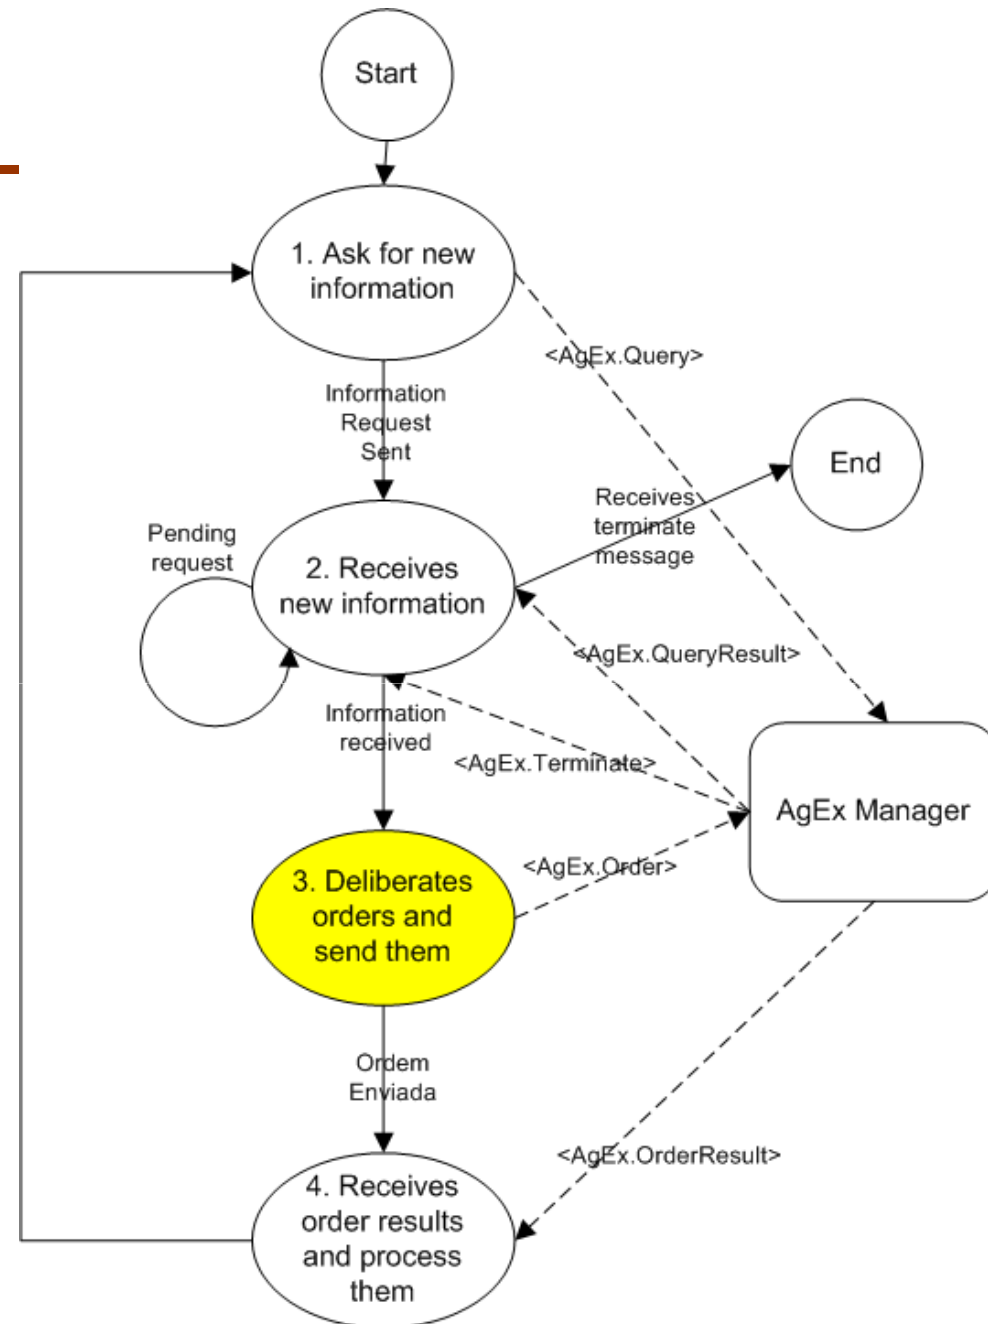 Start
1. Ask for new
information
<AgEx.Query>
Information
Request
Sent
End
Receives
terminate
message
Pending
request
2. Receives
new information
<AgEx.QueryResult>
Information
received
<AgEx.Terminate>
AgEx Manager
3. Deliberates
orders and
send them
<AgEx.Order>
Ordem
Enviada
<AgEx.OrderResult>
4. Receives
order results
and process
them